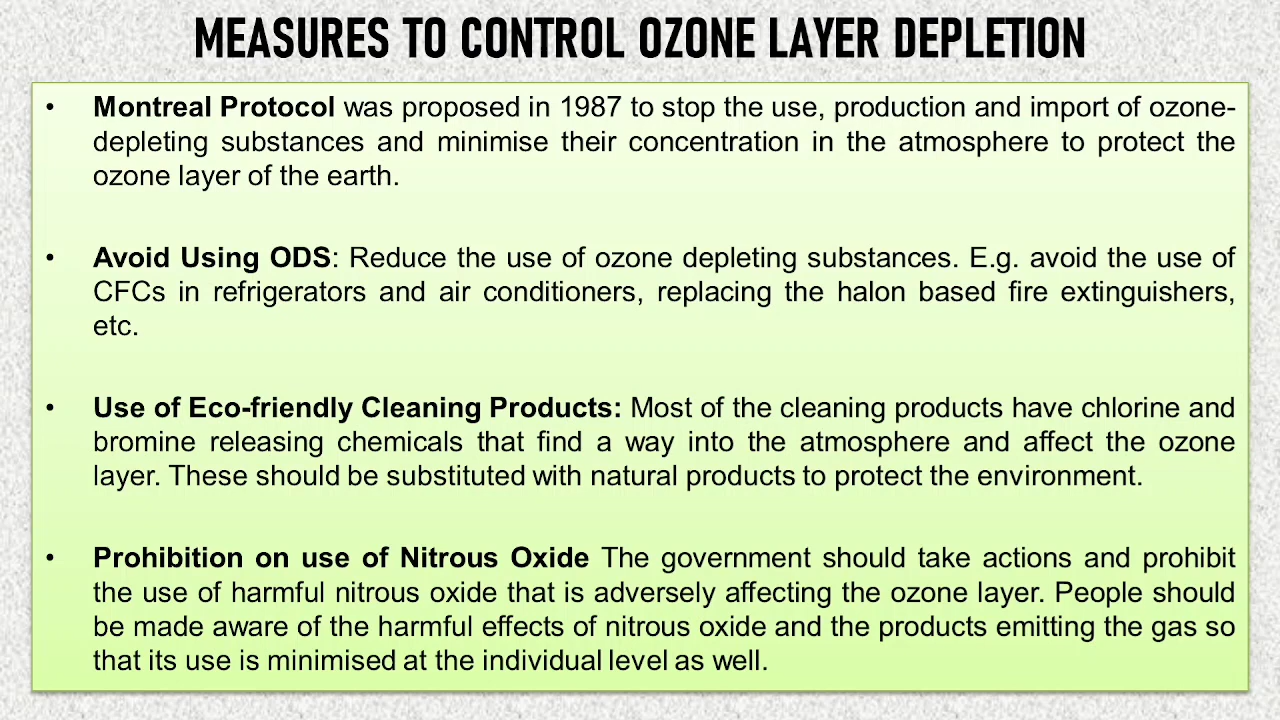 MEASURES TO CONTROL OZONE LAYER DEPLETION
• Montreal Protocol was proposed in 1987 to stop the use, production and import of ozone-
depleting substances and minimise their concentration in the atmosphere to protect the
ozone layer of the earth.
• Avoid Using ODS: Reduce the use of ozone depleting substances. E.g. avoid the use of
CFCs in refrigerators and air conditioners, replacing the halon based fire extinguishers,
etc.
• Use of Eco-friendly Cleaning Products: Most of the cleaning products have chlorine and
bromine releasing chemicals that find a way into the atmosphere and affect the ozone
layer. These should be substituted with natural products to protect the environment.
• Prohibition on use of Nitrous Oxide The government should take actions and prohibit
the use of harmful nitrous oxide that is adversely affecting the ozone layer. People should
be made aware of the harmful effects of nitrous oxide and the products emitting the gas so
that its use is minimised at the individual level as well.